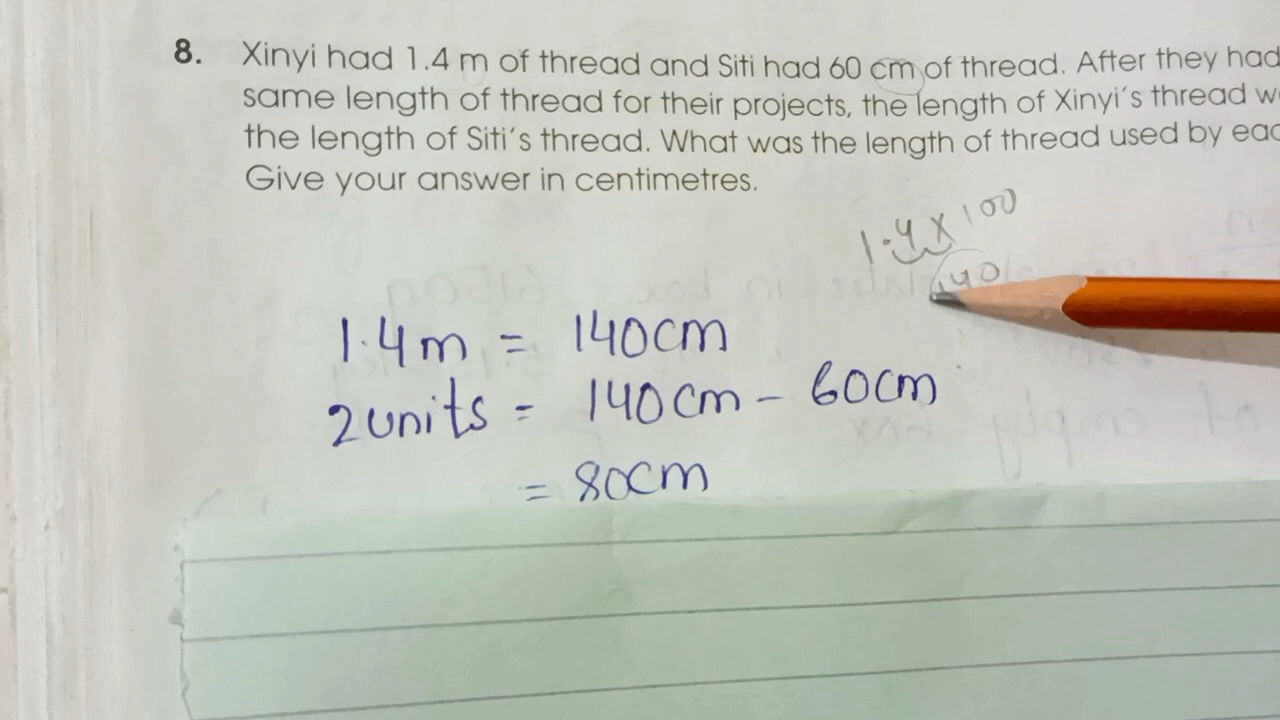 8. Xinyi had 1.4 m of thread and Siti had 60 cm of thread. After they had
same length of thread for their projects, the length of Xinyi's thread
the length of Siti's thread. What was the length of thread used by
Give your answer in centimetres.
1.4 x 100
140
1.4m = 140cm
2units = 140cm - 60cm
= 80cm